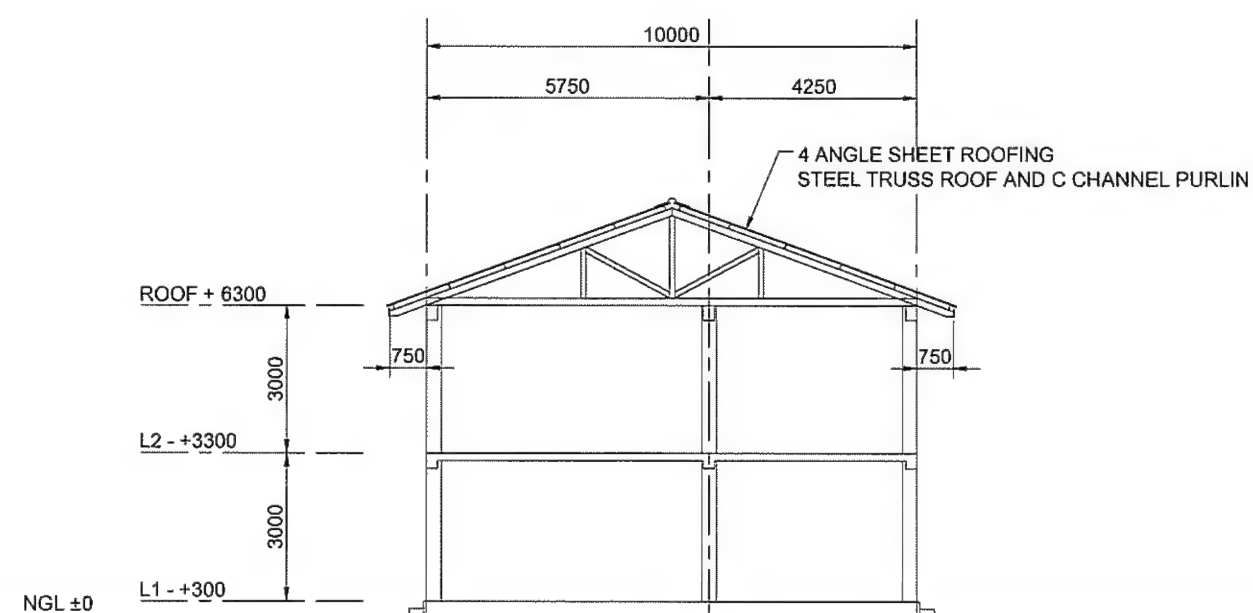 10000
5750
4250
4 ANGLE SHEET ROOFING
STEEL TRUSS ROOF AND C CHANNEL PURLIN
ROOF + 6300
750
750
3000
L2 - +3300
3000
L1 - +300
NGL ±0